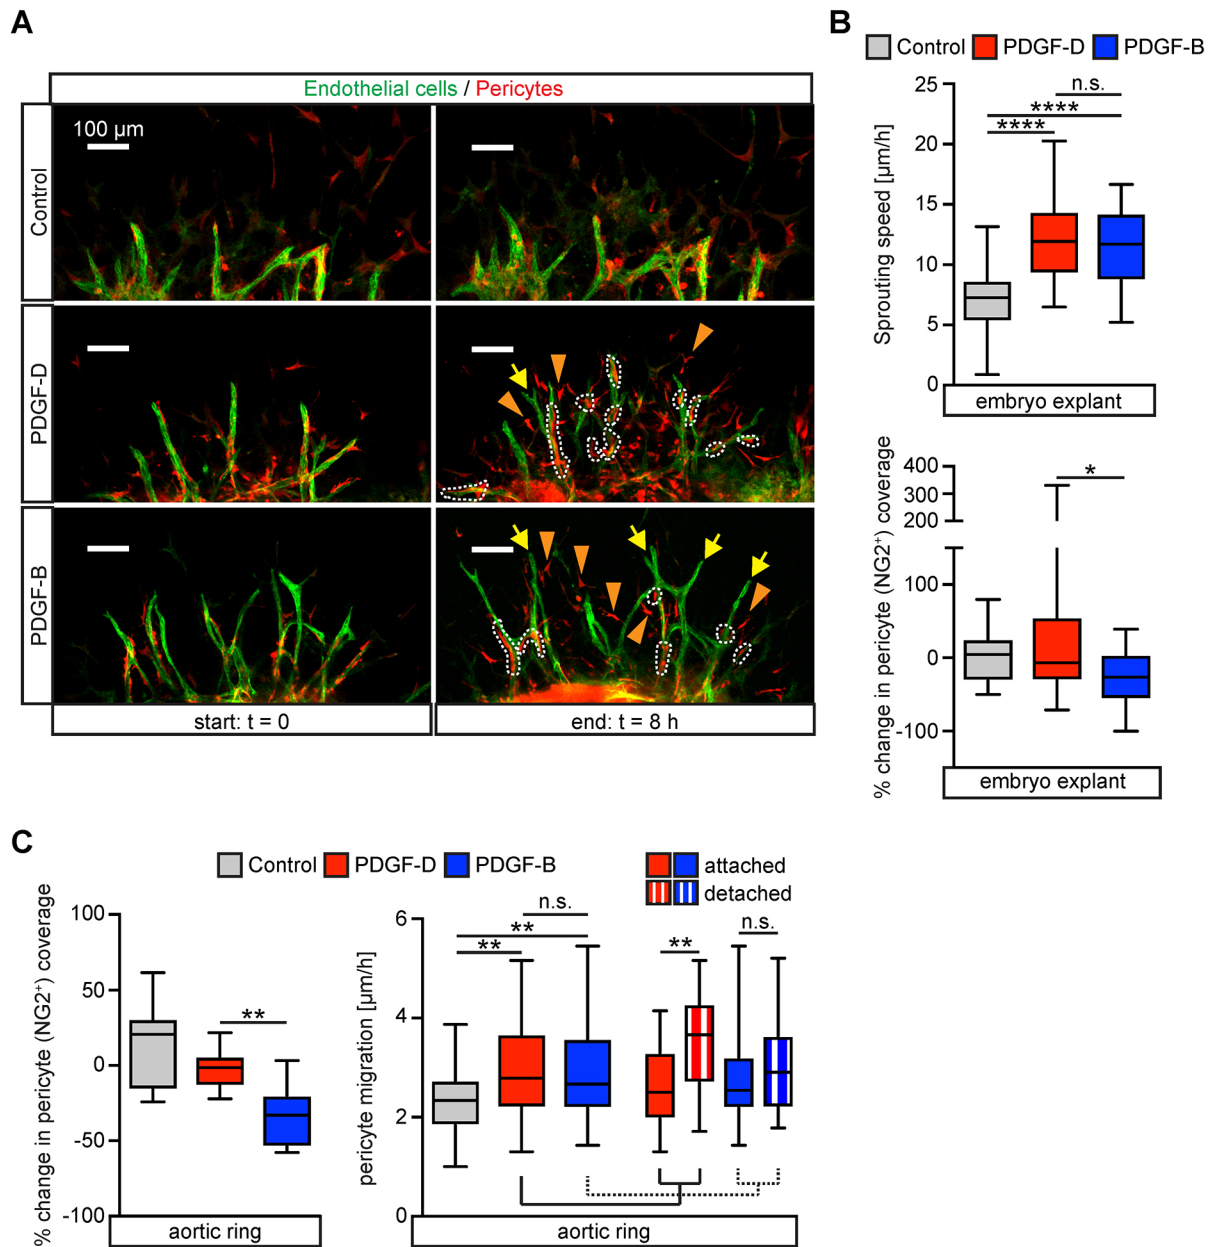 A
Endothelial cells / Pericytes
Control
100 µm
PDGF-D
PDGF-B
start: t = 0
end: t = 8 h
B
Control
PDGF-D
PDGF-B
Sprouting speed [µm/h]
25
20
15
10
5
0
n.s.
****
****
embryo explant
% change in pericyte (NG2⁺) coverage
400
300
200
100
0
-100
*
embryo explant
C
Control
PDGF-D
PDGF-B
attached
detached
% change in pericyte (NG2⁺) coverage
100
50
0
-50
-100
**
aortic ring
pericyte migration [µm/h]
6
4
2
0
n.s.
**
**
**
n.s.
aortic ring